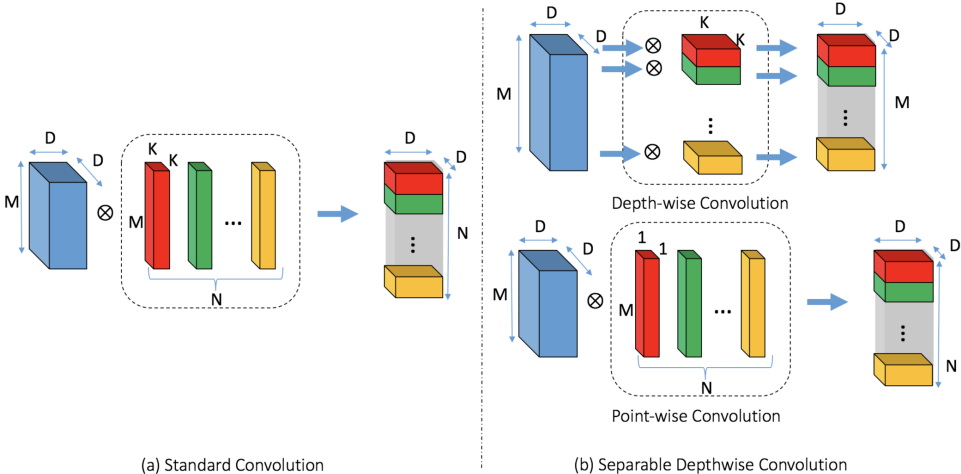 D
D
M
K
K
M
...
N
D
D
N
...
(a) Standard Convolution
D
D
M
K
K
...
D
D
M
...
Depth-wise Convolution
D
D
M
1
1
M
...
N
D
D
N
...
Point-wise Convolution
(b) Separable Depthwise Convolution